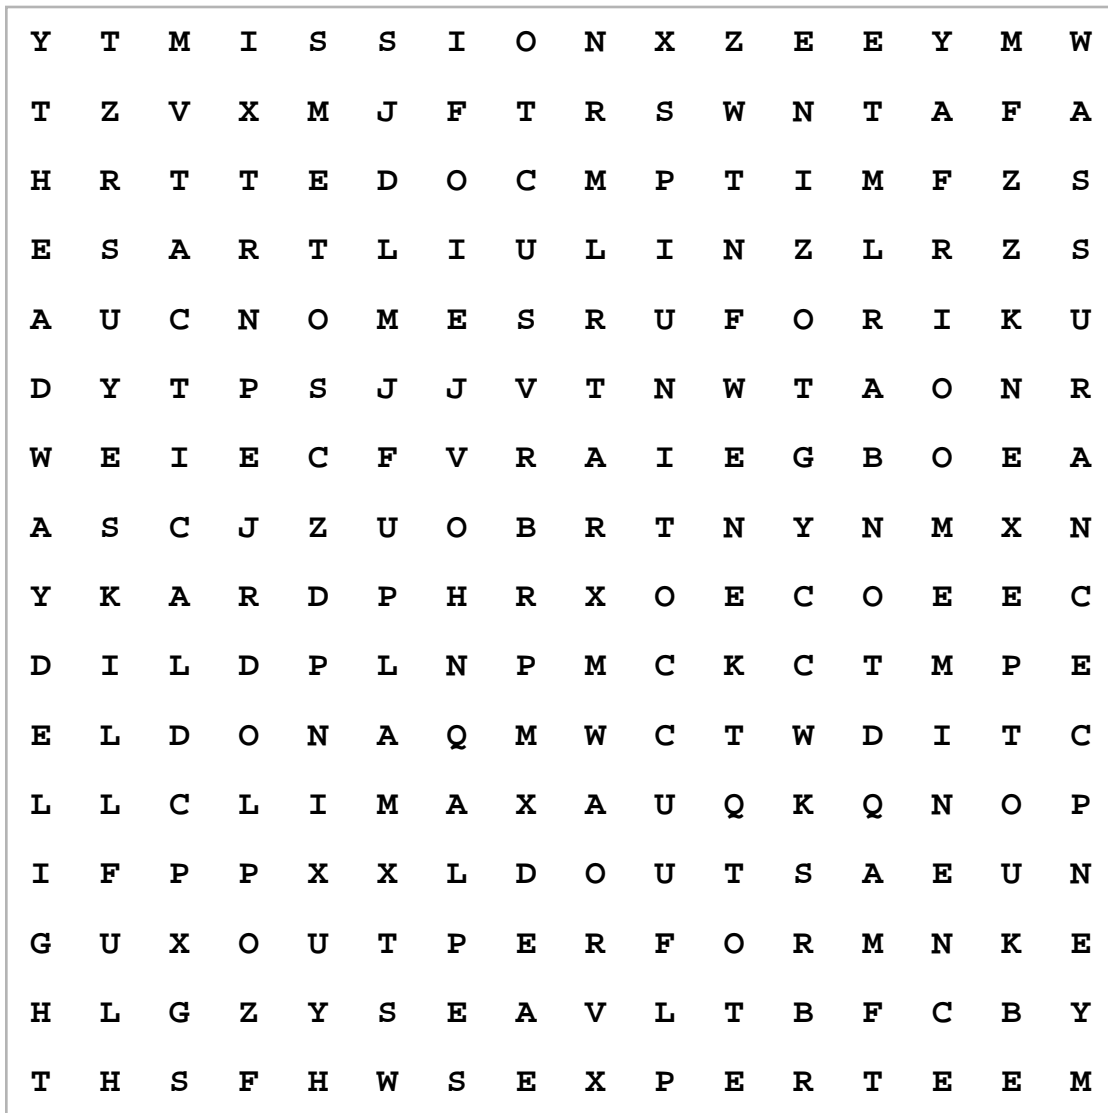 Y T M I S S I O N X Z E E Y M W
T Z V X M J F T R S W N T A F A
H R T T E D O C M P T I M F Z S
E S A R T L I U L I N Z L R Z S
A U C N O M E S R U F O R I K U
D Y T P S J J V T N W T A O N R
W E I E C F V R A I E G B O E A
A S C J Z U O B R T N Y N M X N
Y K A R D P H R X O E C O E E C
D I L D P L N P M C K C T M P E
E L D O N A Q M W C T W D I T C
L L C L I M A X A U Q K Q N O P
I F P P X X L D O U T S A E U N
G U X O U T P E R F O R M N K E
H L G Z Y S E A V L T B F C B Y
T H S F H W S E X P E R T E E M